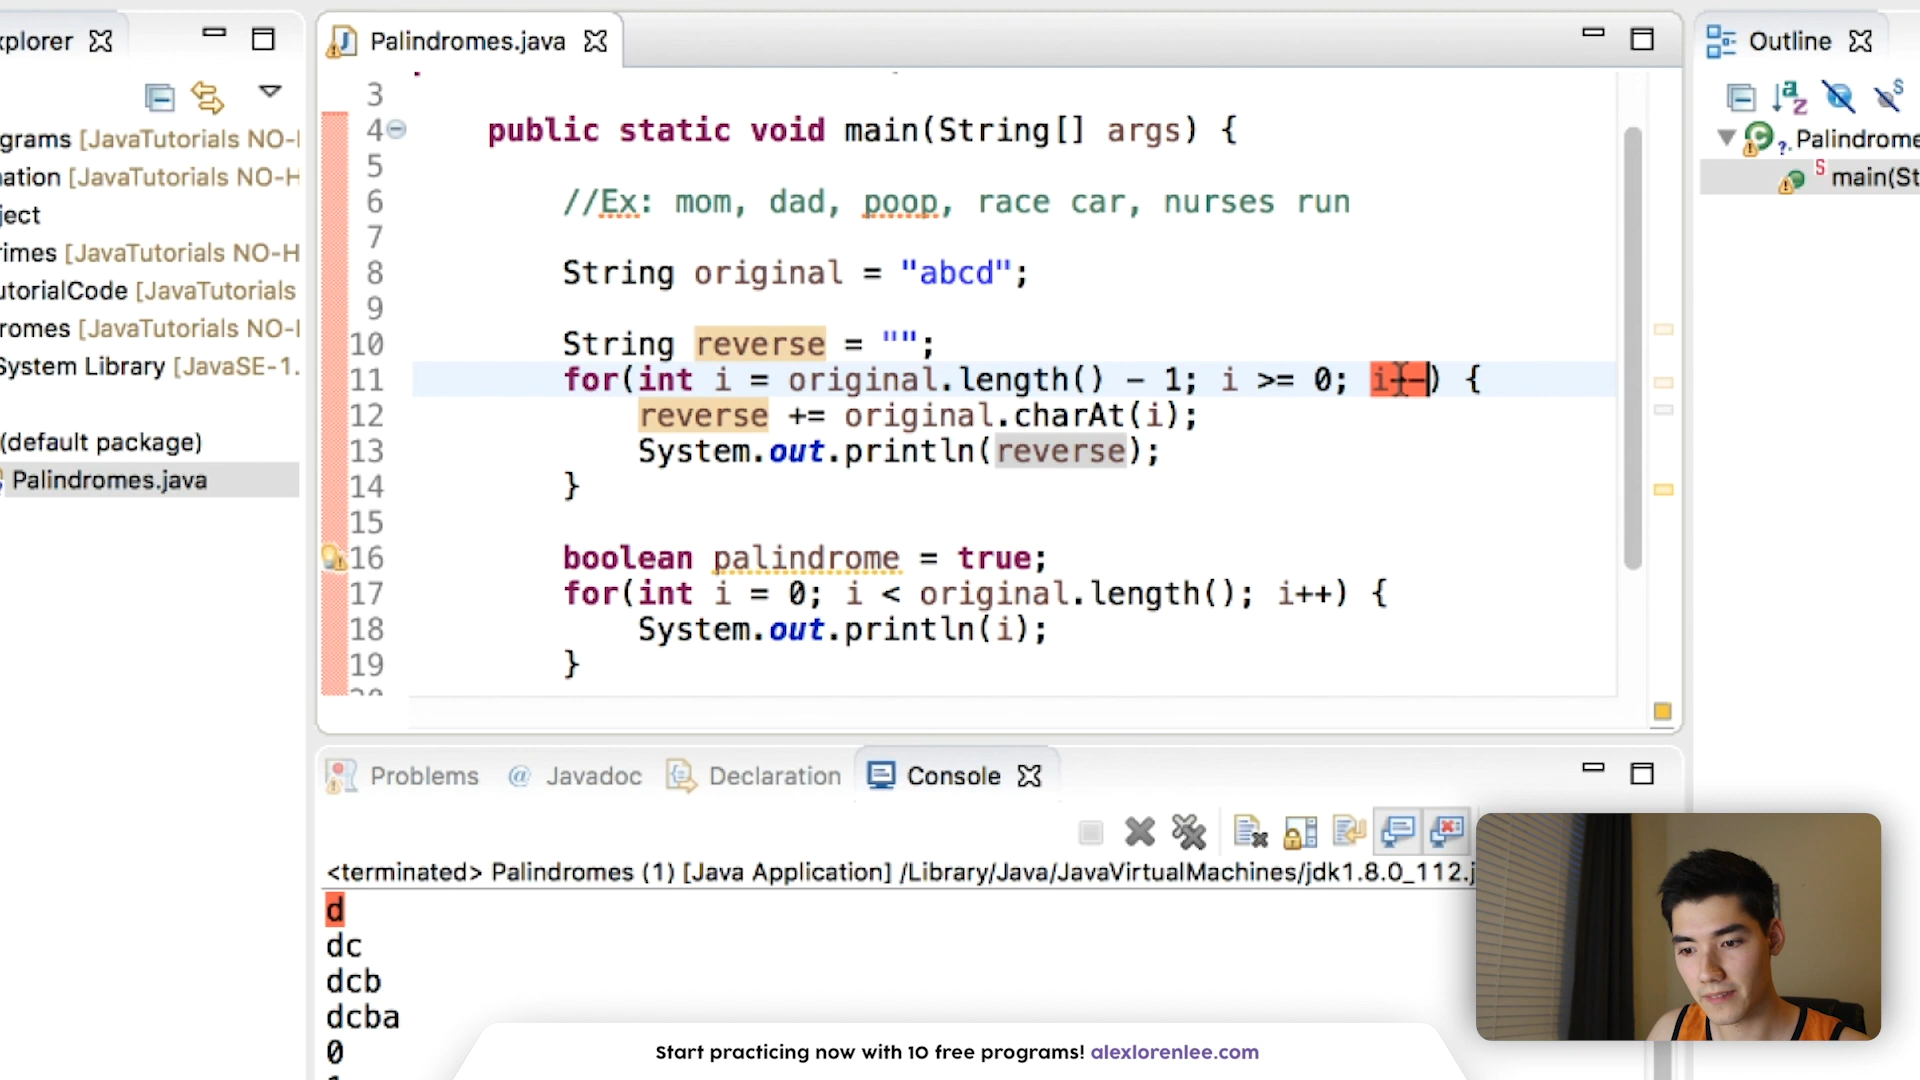 xplorer
Palindromes.java
Outline
grams [JavaTutorials NO-
ation [JavaTutorials NO-H
ject
rimes [JavaTutorials NO-H
utorialCode [JavaTutorials
romes [JavaTutorials NO-
System Library [JavaSE-1.
(default package)
Palindromes.java
3
4 public static void main(String[] args) {
5
6 //Ex: mom, dad, poop, race car, nurses run
7
8 String original = "abcd";
9
10 String reverse = "";
11 for(int i = original.length() - 1; i >= 0; i--) {
12 reverse += original.charAt(i);
13 System.out.println(reverse);
14 }
15
16 boolean palindrome = true;
17 for(int i = 0; i < original.length(); i++) {
18 System.out.println(i);
19 }
Palindrome
main(St
Problems @ Javadoc Declaration Console
<terminated> Palindromes (1) [Java Application] /Library/Java/JavaVirtualMachines/jdk1.8.0_112.j
d
dc
dcb
dcba
0
Start practicing now with 10 free programs! alexlorenlee.com